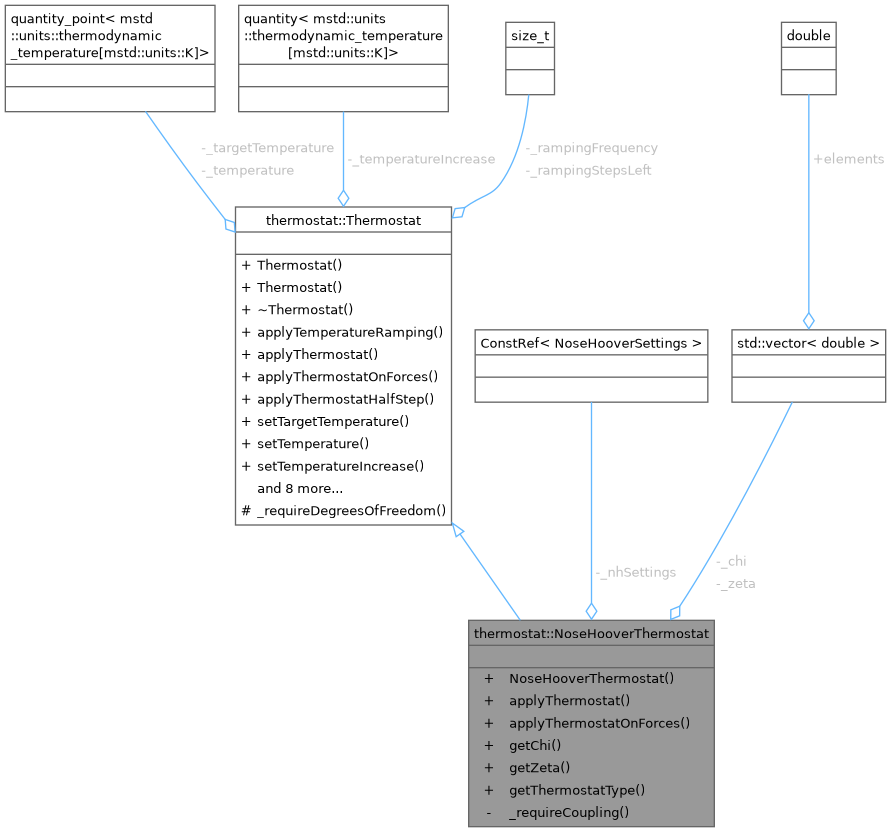 quantity_point< mstd
::units::thermodynamic
_temperature[mstd::units::K]>
quantity< mstd::units
::thermodynamic_temperature
[mstd::units::K]>
size_t
double
-_targetTemperature
-_temperature
-_temperatureIncrease
-_rampingFrequency
-_rampingStepsLeft
+elements
thermostat::Thermostat
+ Thermostat()
+ Thermostat()
+ ~Thermostat()
+ applyTemperatureRamping()
+ applyThermostat()
+ applyThermostatOnForces()
+ applyThermostatHalfStep()
+ setTargetTemperature()
+ setTemperature()
+ setTemperatureIncrease()
and 8 more...
# _requireDegreesOfFreedom()
ConstRef< NoseHooverSettings >
std::vector< double >
-_nhSettings
-_chi
-_zeta
thermostat::NoseHooverThermostat
+ NoseHooverThermostat()
+ applyThermostat()
+ applyThermostatOnForces()
+ getChi()
+ getZeta()
+ getThermostatType()
- _requireCoupling()